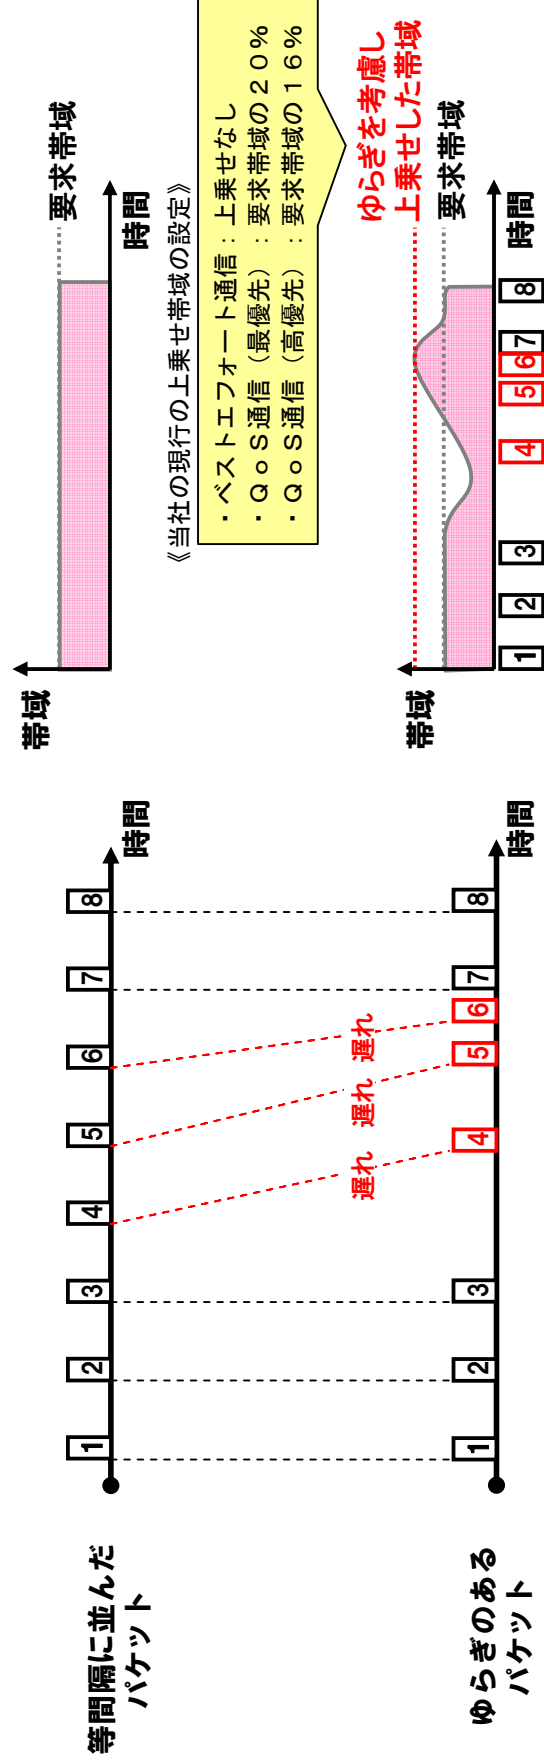 等間隔に並んだ
パケット
1 2 3 4 5 6 7 8
時間
帯域
要求帯域
時間
《当社の現行の上乗せ帯域の設定》
・ベストエフォート通信：上乗せなし
・ＱｏＳ通信（最優先）：要求帯域の２０％
・ＱｏＳ通信（高優先）：要求帯域の１６％
遅れ 遅れ 遅れ
ゆらぎのある
パケット
1 2 3 4 5 6 7 8
時間
帯域
ゆらぎを考慮し
上乗せした帯域
要求帯域
時間
1 2 3 4 5 6 7 8